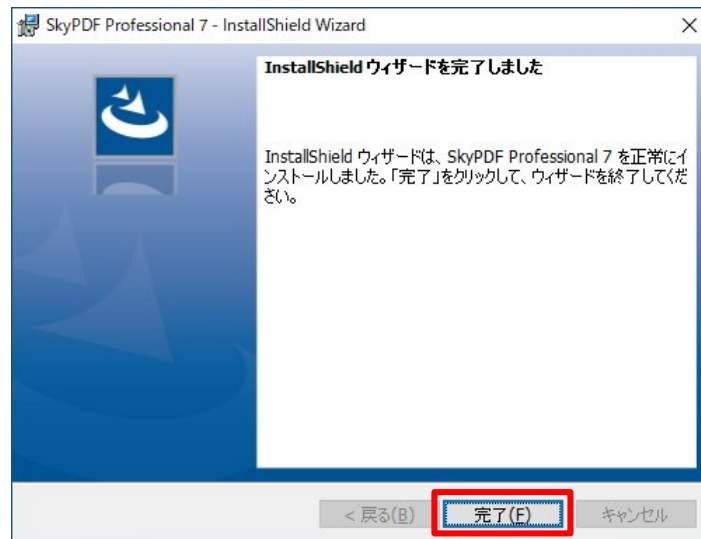 SkyPDF Professional 7 - InstallShield Wizard
InstallShield ウィザードを完了しました
InstallShield ウィザードは、SkyPDF Professional 7 を正常にイ
ンストールしました。「完了」をクリックして、ウィザードを終了してくだ
さい。
< 戻る(B)
完了(F)
キャンセル